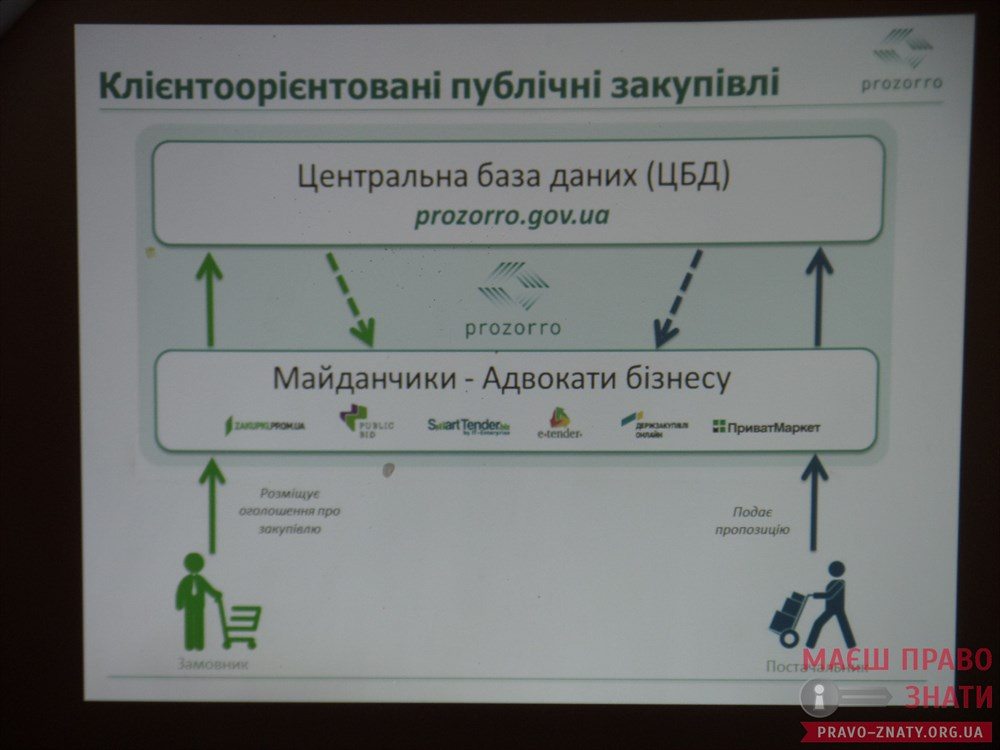 Клієнтоорієнтовані публічні закупівлі
prozorro
Центральна база даних (ЦБД)
prozorro.gov.ua
prozorro
Майданчики - Адвокати бізнесу
ZAKUPKI.PROM.UA
PUBLIC
BID
SmartTender.biz
by IT-Enterprise
e-tender
ДЕРЖЗАКУПІВЛІ
ОНЛАЙН
ПриватМаркет
Розміщує
оголошення про
закупівлю
Подає
пропозицію
Замовник
Постачальник
МАЄШ ПРАВО
ЗНАТИ
PRAVO-ZNATY.ORG.UA